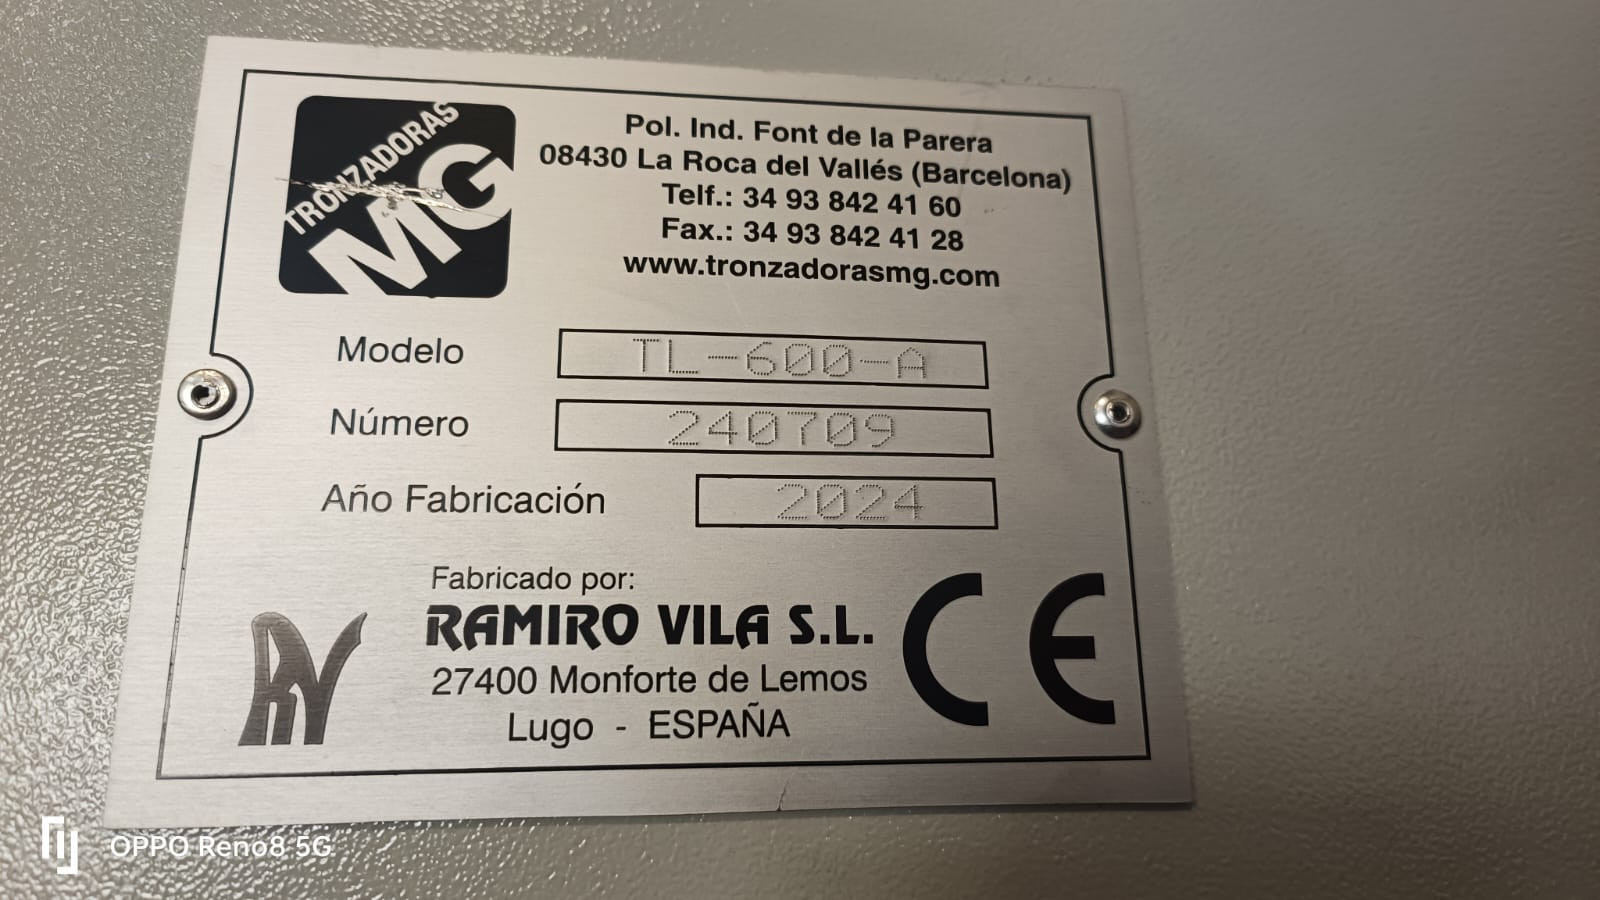 TRONZADORAS
MG
Pol. Ind. Font de la Parera
08430 La Roca del Vallés (Barcelona)
Telf.: 34 93 842 41 60
Fax.: 34 93 842 41 28
www.tronzadorasmg.com
Modelo TL-600-A
Número 240709
Año Fabricación 2024
Fabricado por:
RAMIRO VILA S.L.
27400 Monforte de Lemos
Lugo - ESPAÑA
RV
CE
OPPO Reno8 5G